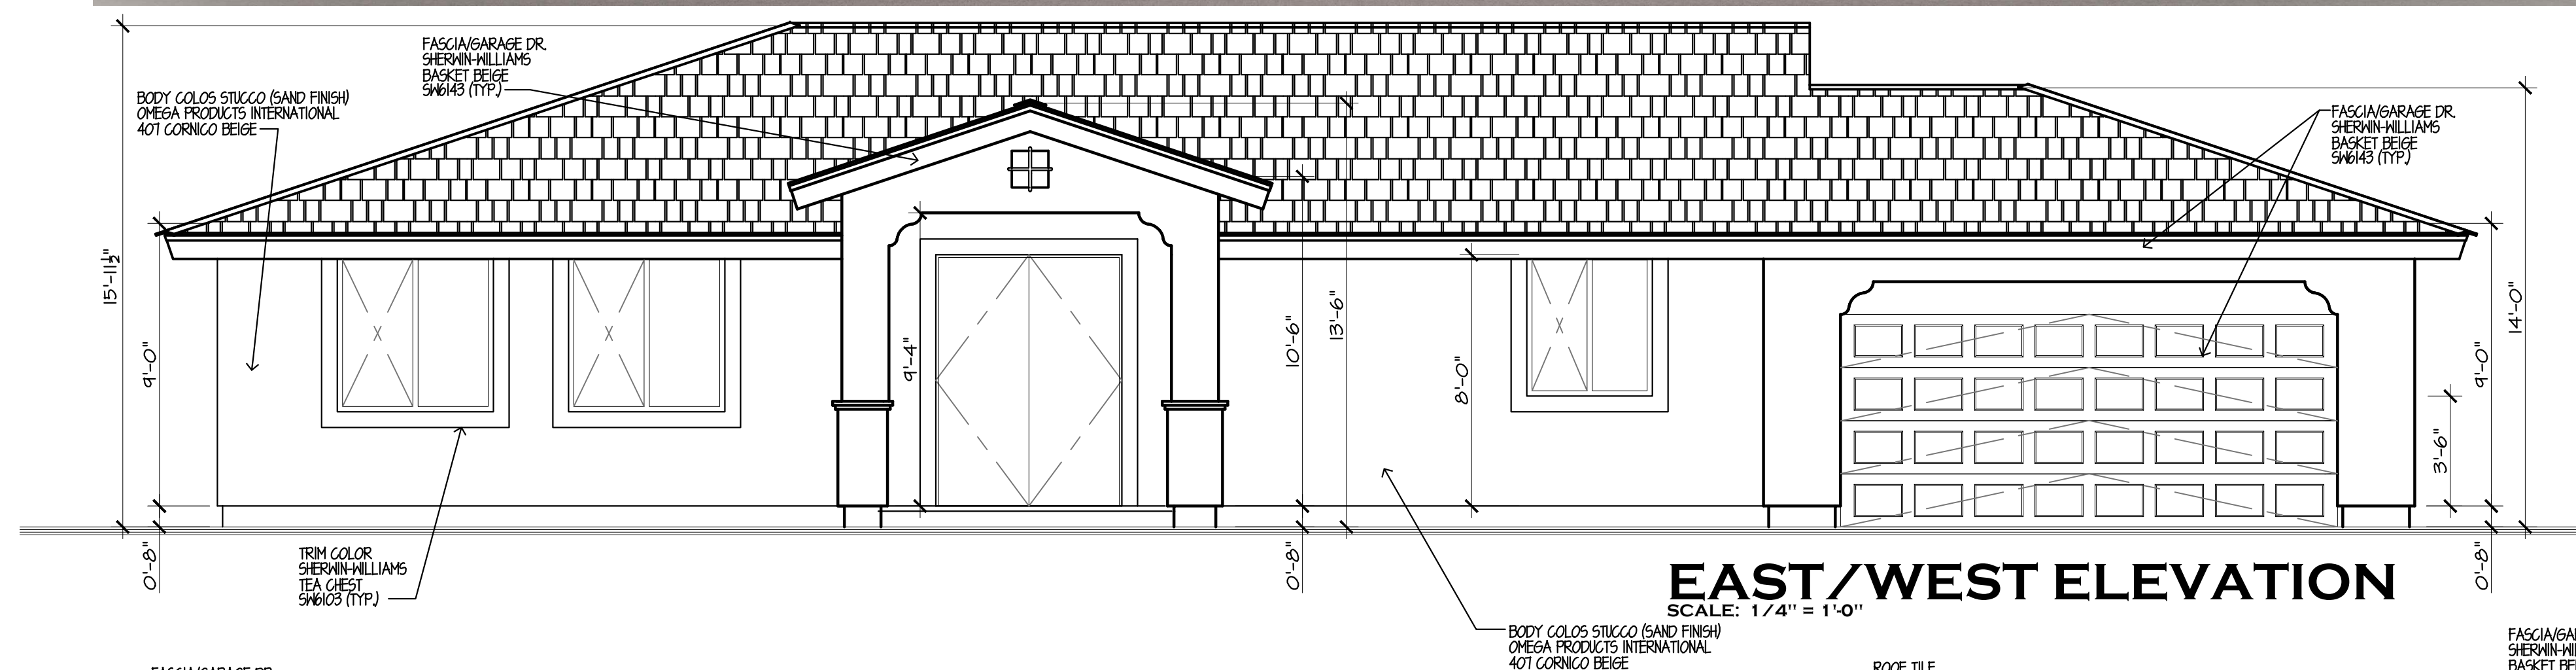 FASCIA/GARAGE DR.
SHERWIN-WILLIAMS
BASKET BEIGE
SW6143 (TYP.)
BODY COLOS STUCCO (SAND FINISH)
OMEGA PRODUCTS INTERNATIONAL
407 CORNICO BEIGE
FASCIA/GARAGE DR.
SHERWIN-WILLIAMS
BASKET BEIGE
SW6143 (TYP.)
15'-11½"
9'-0"
0'-8"
9'-4"
10'-6"
13'-6"
0'-8"
8'-0"
14'-0"
9'-0"
3'-6"
0'-8"
TRIM COLOR
SHERWIN-WILLIAMS
TEA CHEST
SW6103 (TYP.)
EAST/WEST ELEVATION
SCALE: 1/4" = 1'-0"
BODY COLOS STUCCO (SAND FINISH)
OMEGA PRODUCTS INTERNATIONAL
407 CORNICO BEIGE
FASCIA/GARAGE DR.
ROOF TILE